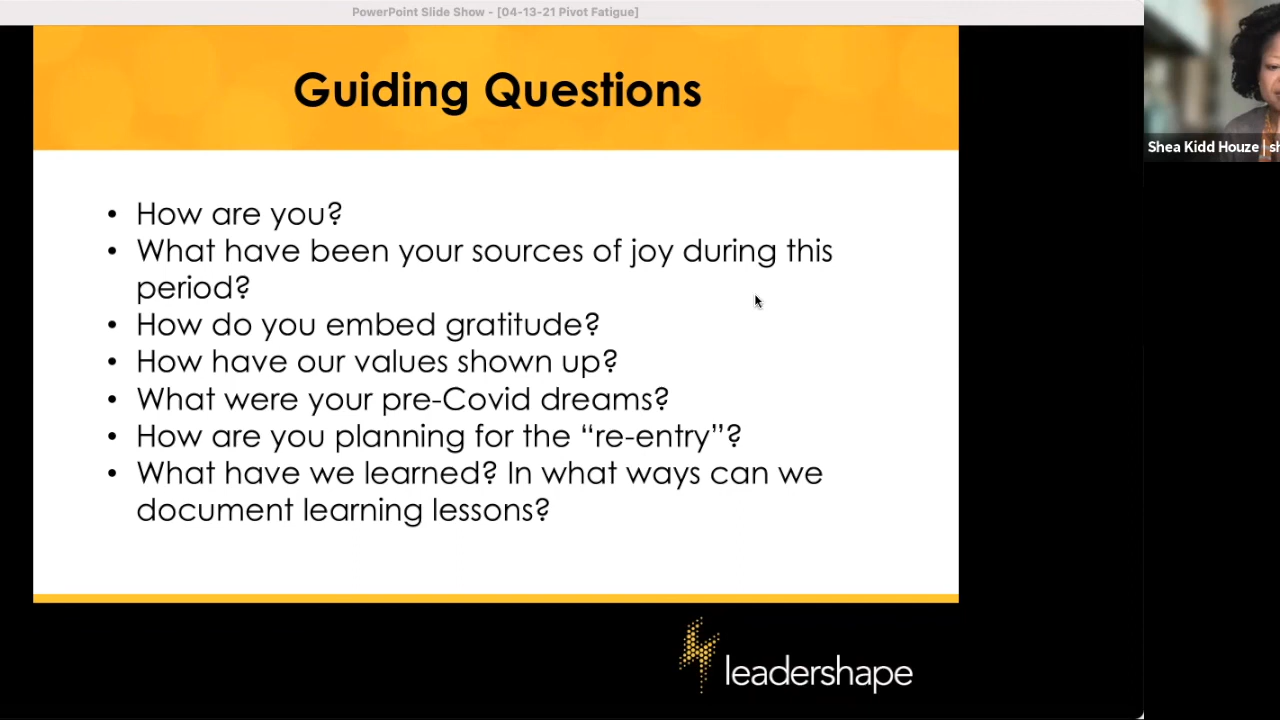 PowerPoint Slide Show - [04-13-21 Pivot Fatigue]
Guiding Questions
• How are you?
• What have been your sources of joy during this
period?
• How do you embed gratitude?
• How have our values shown up?
• What were your pre-Covid dreams?
• How are you planning for the “re-entry”?
• What have we learned? In what ways can we
document learning lessons?
leadershape
Shea Kidd Houze | sh